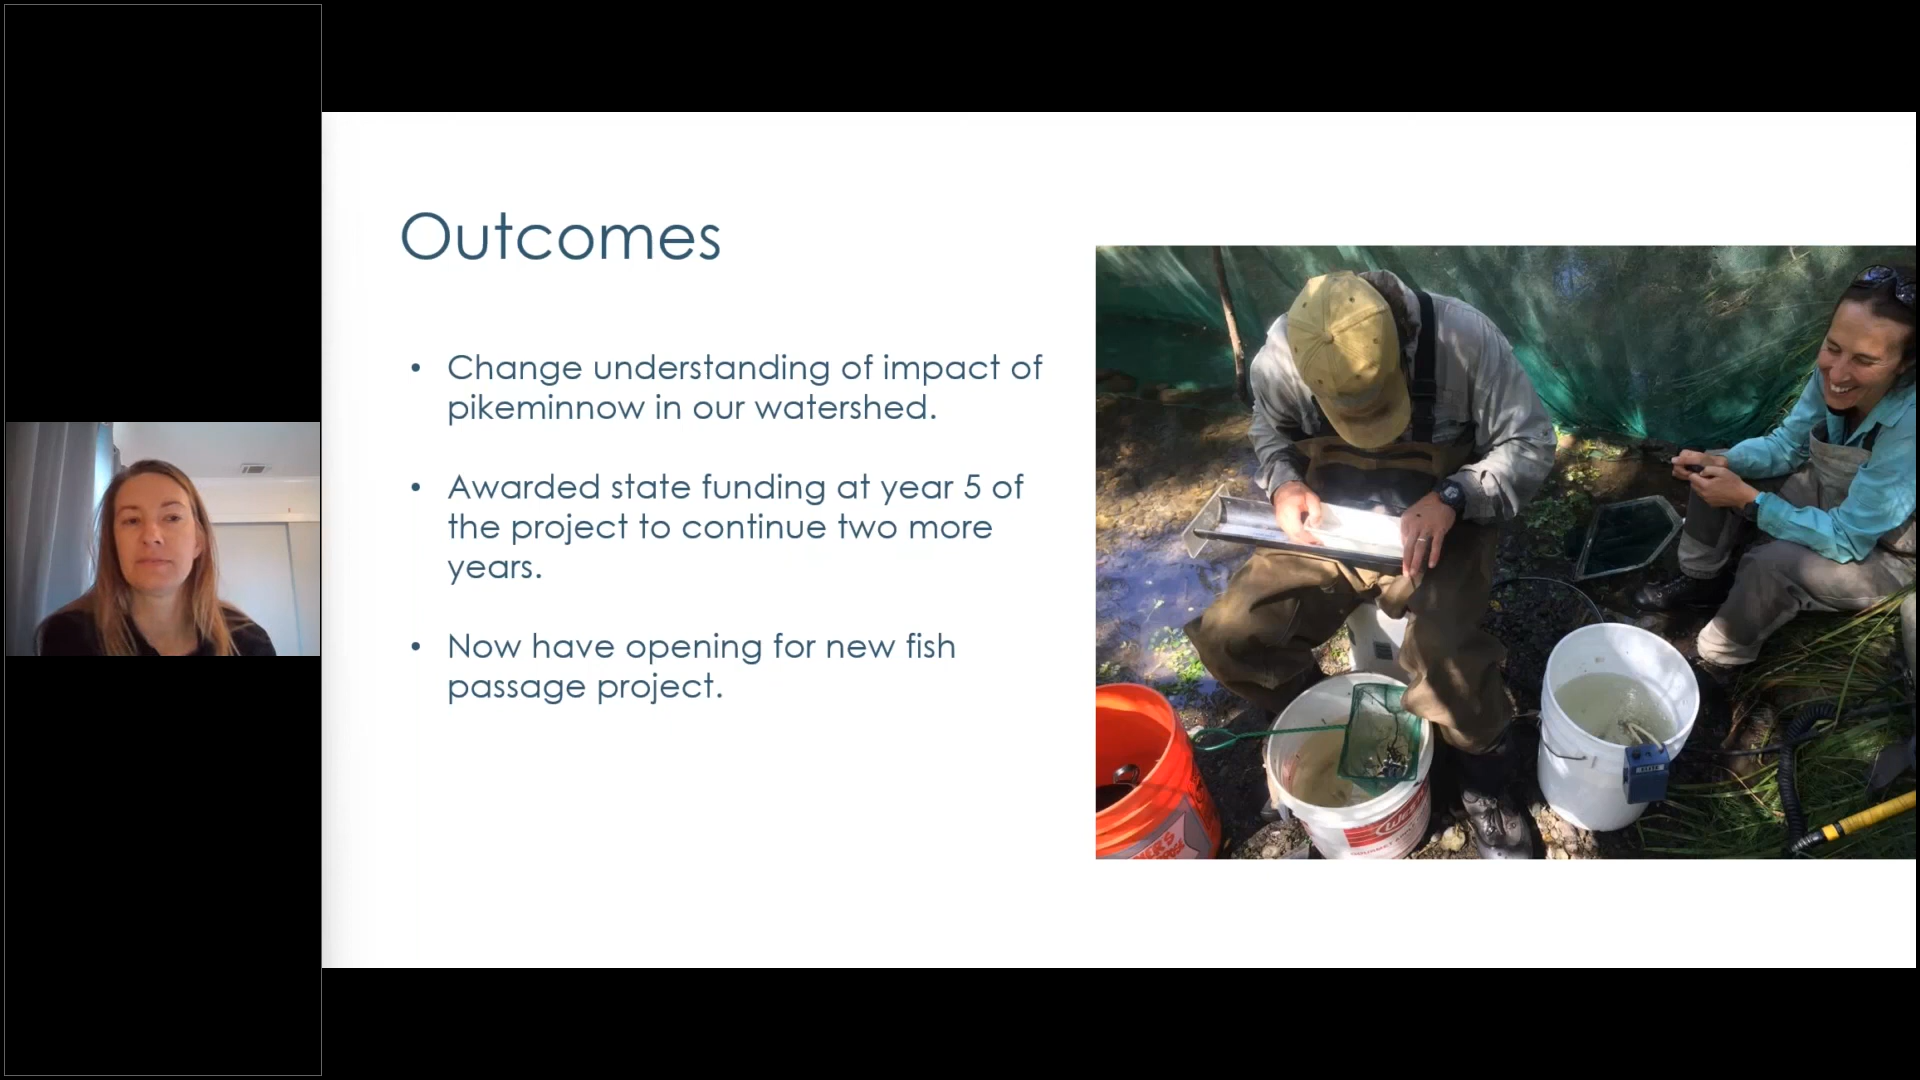 Outcomes
• Change understanding of impact of
pikeminnow in our watershed.
• Awarded state funding at year 5 of
the project to continue two more
years.
• Now have opening for new fish
passage project.